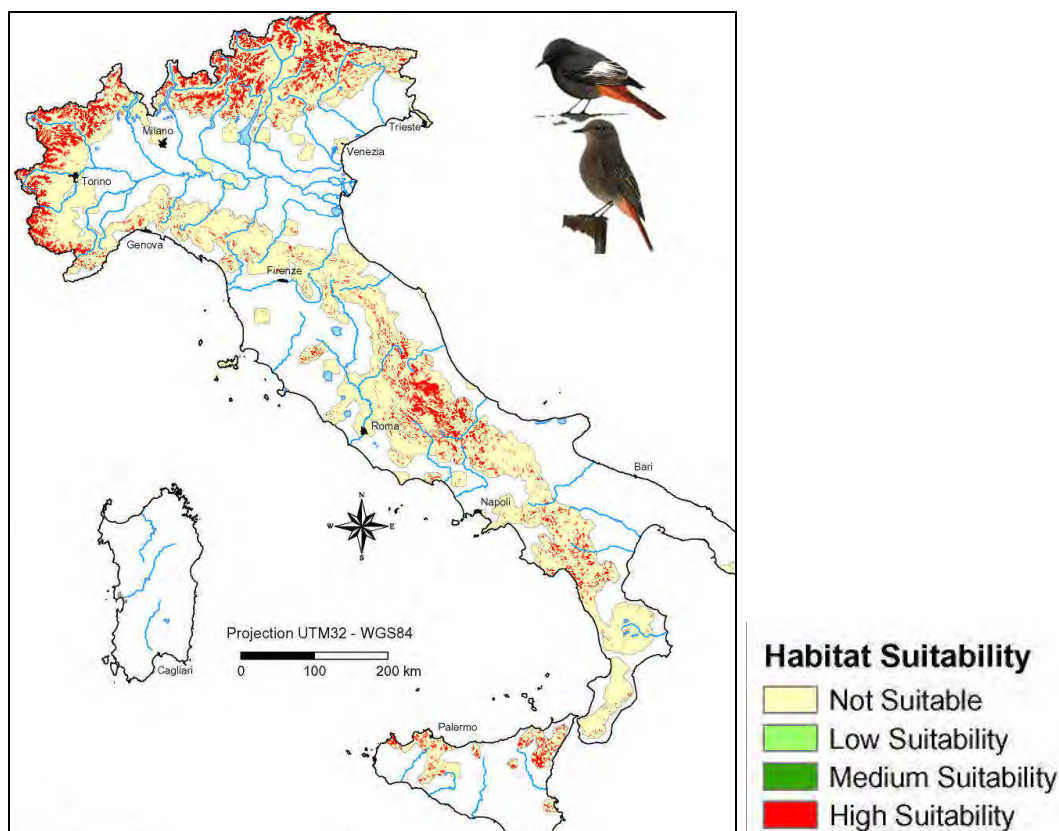 Trieste
Milano
Venezia
Torino
Genova
Firenze
Roma
Bari
Napoli
N
W E
S
Projection UTM32 - WGS84
0 100 200 km
Cagliari
Palermo
Habitat Suitability
Not Suitable
Low Suitability
Medium Suitability
High Suitability